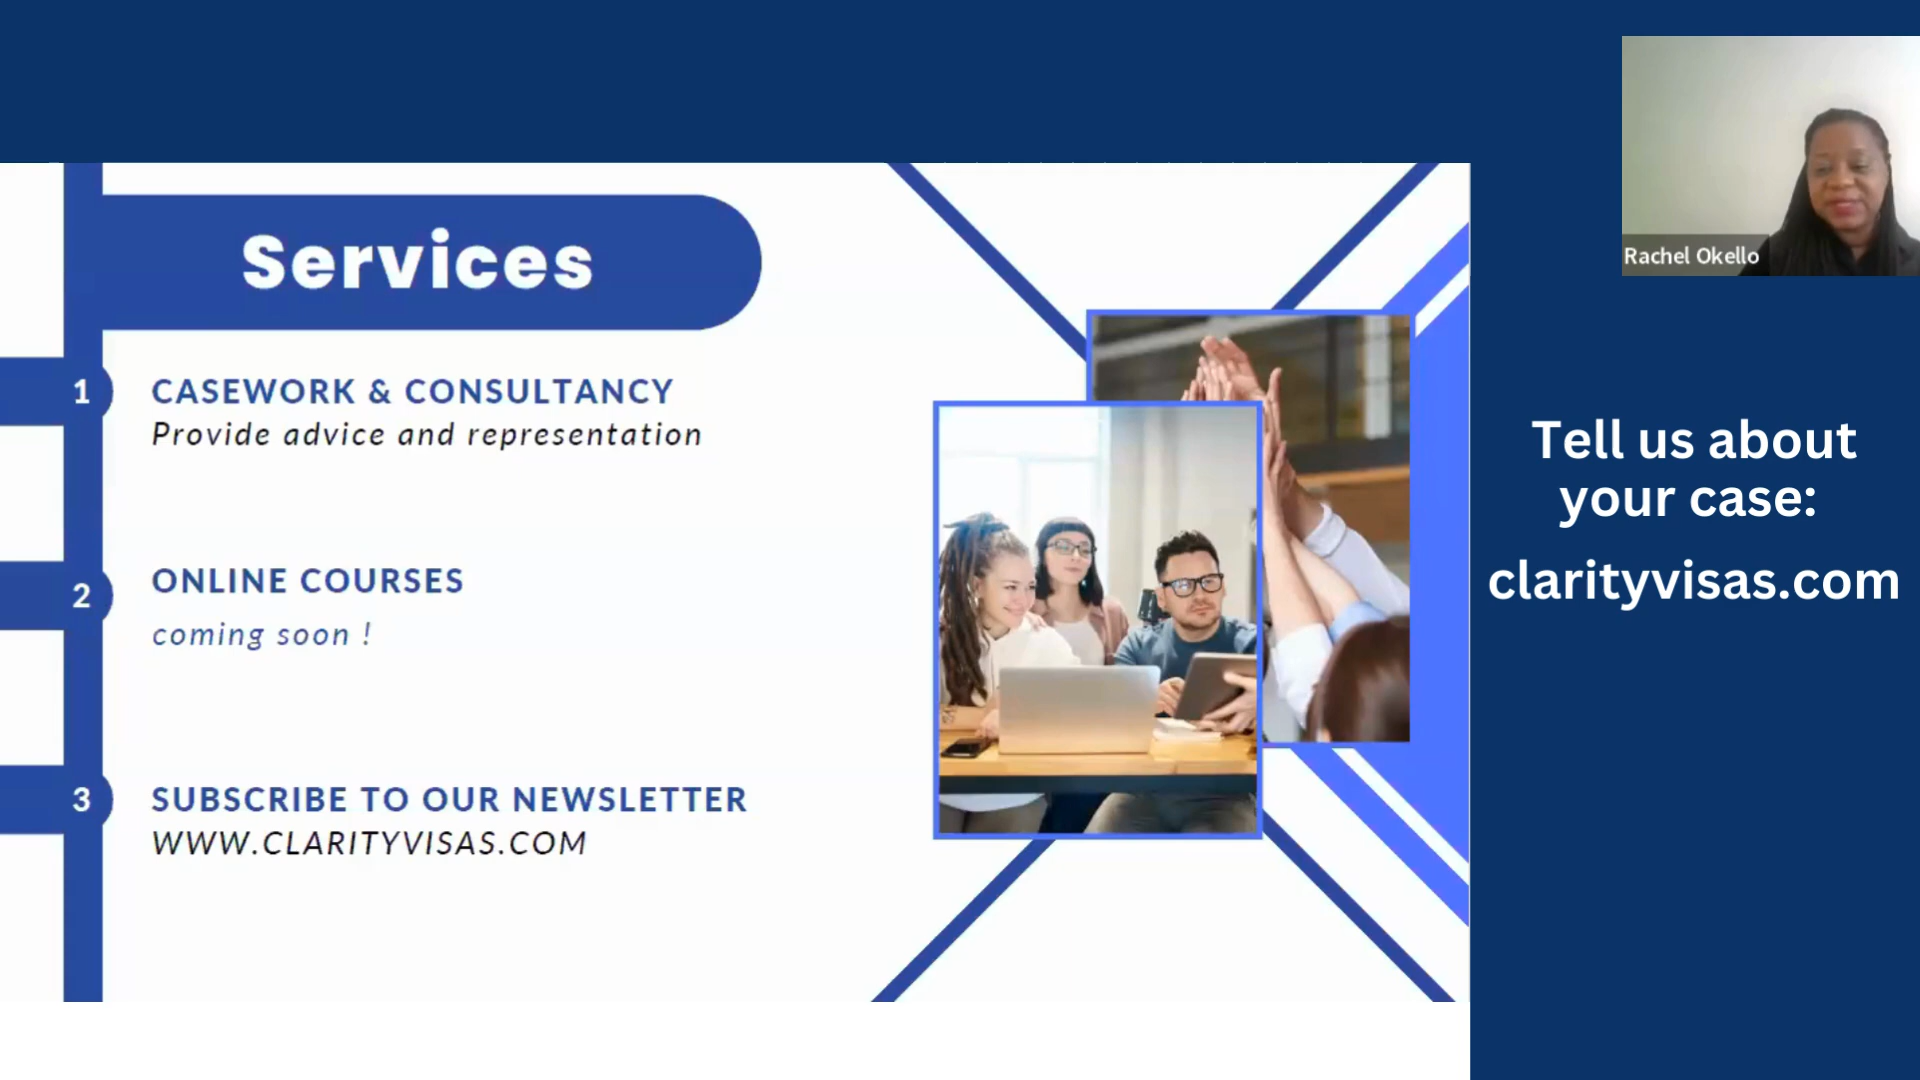 Services
1
CASEWORK & CONSULTANCY
Provide advice and representation
2
ONLINE COURSES
coming soon !
3
SUBSCRIBE TO OUR NEWSLETTER
WWW.CLARITYVISAS.COM
Rachel Okello
Tell us about
your case:
clarityvisas.com